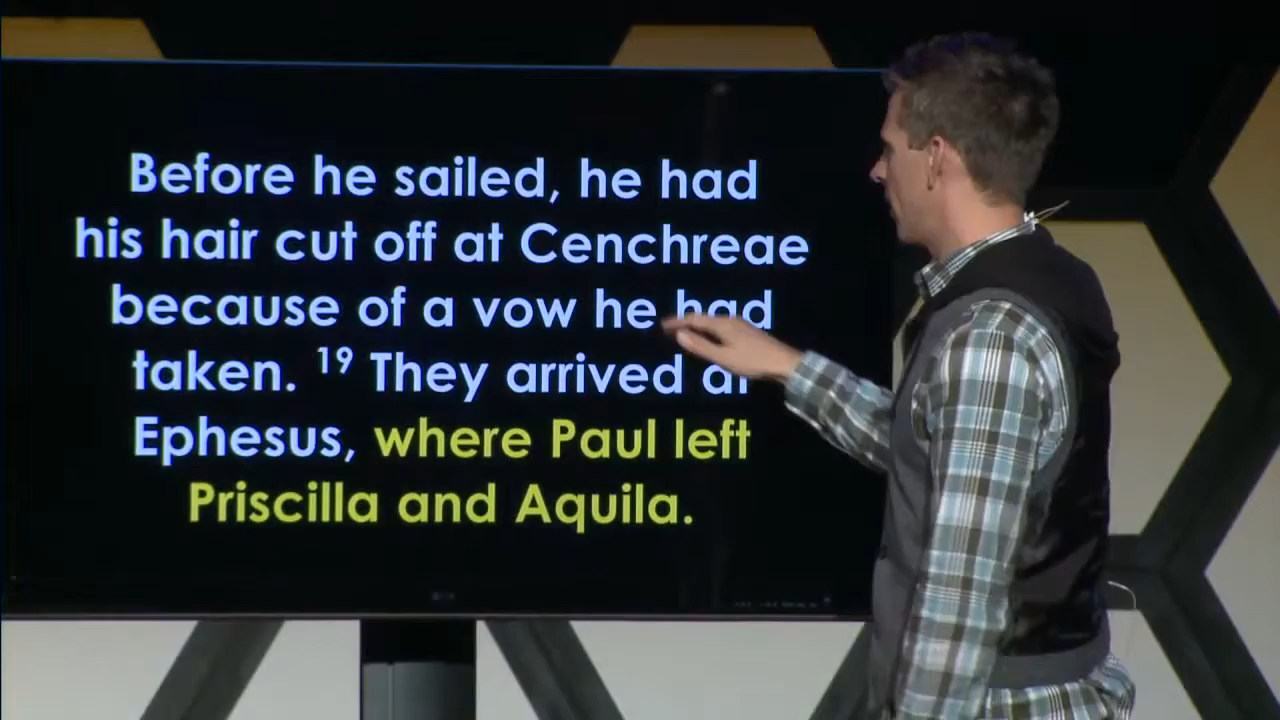 Before he sailed, he had
his hair cut off at Cenchreae
because of a vow he had
taken. 19 They arrived at
Ephesus, where Paul left
Priscilla and Aquila.